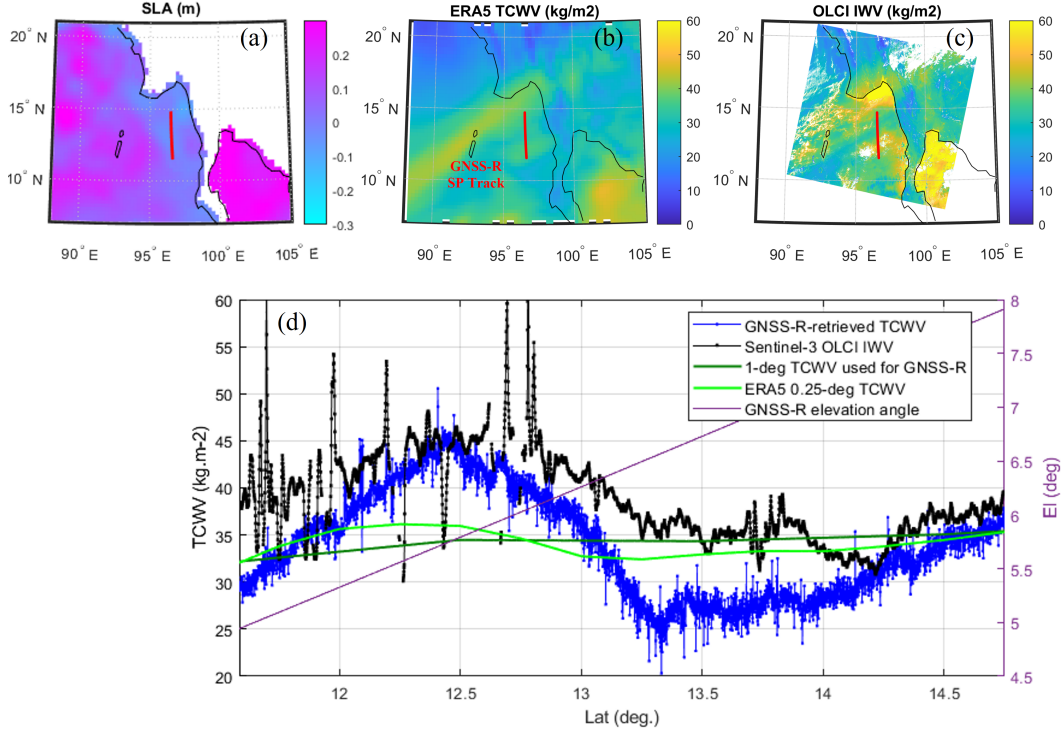 SLA (m)
(a)
20° N
15° N
10° N
90° E
95° E
100° E
105° E
0.2
0.1
0
-0.1
-0.2
-0.3
ERA5 TCWV (kg/m2)
(b)
20° N
15° N
10° N
GNSS-R
SP Track
90° E
95° E
100° E
105° E
60
50
40
30
20
10
0
OLCI IWV (kg/m2)
(c)
20° N
15° N
10° N
90° E
95° E
100° E
105° E
60
50
40
30
20
10
0
(d)
GNSS-R-retrieved TCWV
Sentinel-3 OLCI IWV
1-deg TCWV used for GNSS-R
ERA5 0.25-deg TCWV
GNSS-R elevation angle
TCWV (kg.m-2)
60
55
50
45
40
35
30
25
20
12
12.5
13
13.5
14
14.5
Lat (deg.)
8
7.5
7
6.5
6
5.5
5
4.5
El (deg)